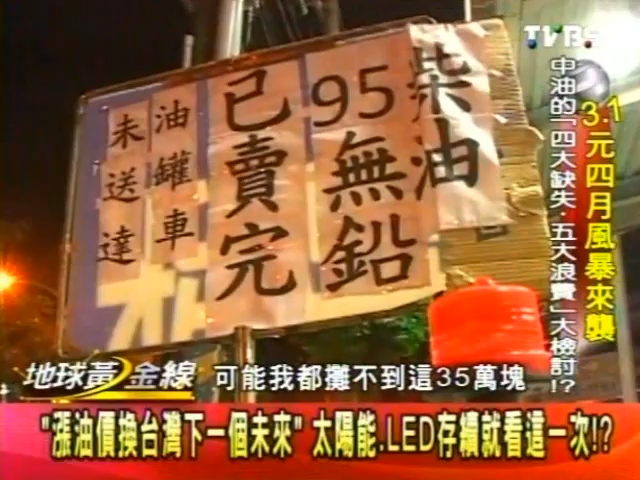 TVBS
柴油
95無鉛
已賣完
油罐車
未送達
3.1元四月風暴來襲
中油的「四大缺失·五大浪費」大檢討!?
地球黃金線
可能我都攤不到這35萬塊
"漲油價換台灣下一個未來" 太陽能.LED存續就看這一次!?